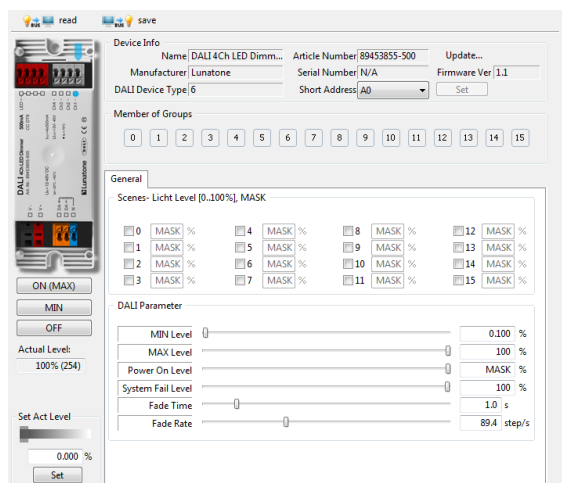 read save
Device Info
Name DALI 4Ch LED Dimm... Article Number 89453855-500 Update...
Manufacturer Lunatone Serial Number N/A Firmware Ver 1.1
DALI Device Type 6 Short Address A0 Set
Member of Groups
0 1 2 3 4 5 6 7 8 9 10 11 12 13 14 15
General
Scenes- Licht Level [0..100%], MASK
0 MASK % 4 MASK % 8 MASK % 12 MASK %
1 MASK % 5 MASK % 9 MASK % 13 MASK %
2 MASK % 6 MASK % 10 MASK % 14 MASK %
3 MASK % 7 MASK % 11 MASK % 15 MASK %
DALI Parameter
MIN Level 0.100 %
MAX Level 100 %
Power On Level MASK %
System Fail Level 100 %
Fade Time 1.0 s
Fade Rate 89.4 step/s
ON (MAX)
MIN
OFF
Actual Level:
100% (254)
Set Act Level
0.000 %
Set
DALI 4Ch LED Dimmer
Lunatone